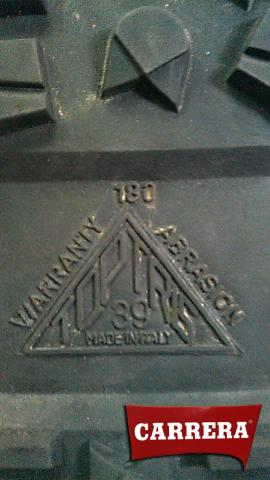 180
WARRANTY
ABRASION
39
MADE IN ITALY
CARRERA®